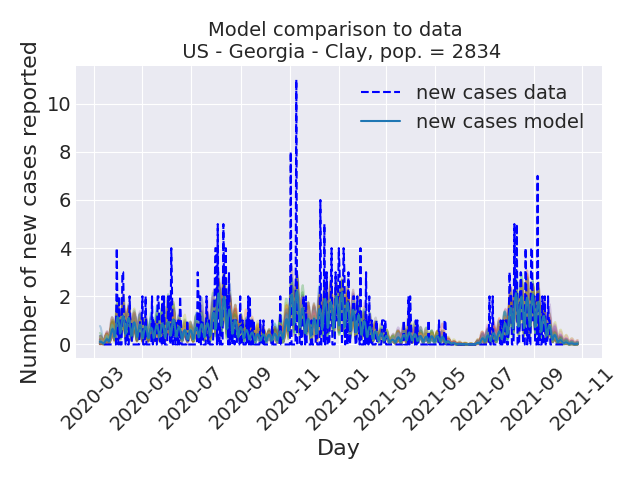 Model comparison to data
US - Georgia - Clay, pop. = 2834
Number of new cases reported
10
8
6
4
2
0
new cases data
new cases model
2020-03
2020-05
2020-07
2020-09
2020-11
2021-01
2021-03
2021-05
2021-07
2021-09
2021-11
Day